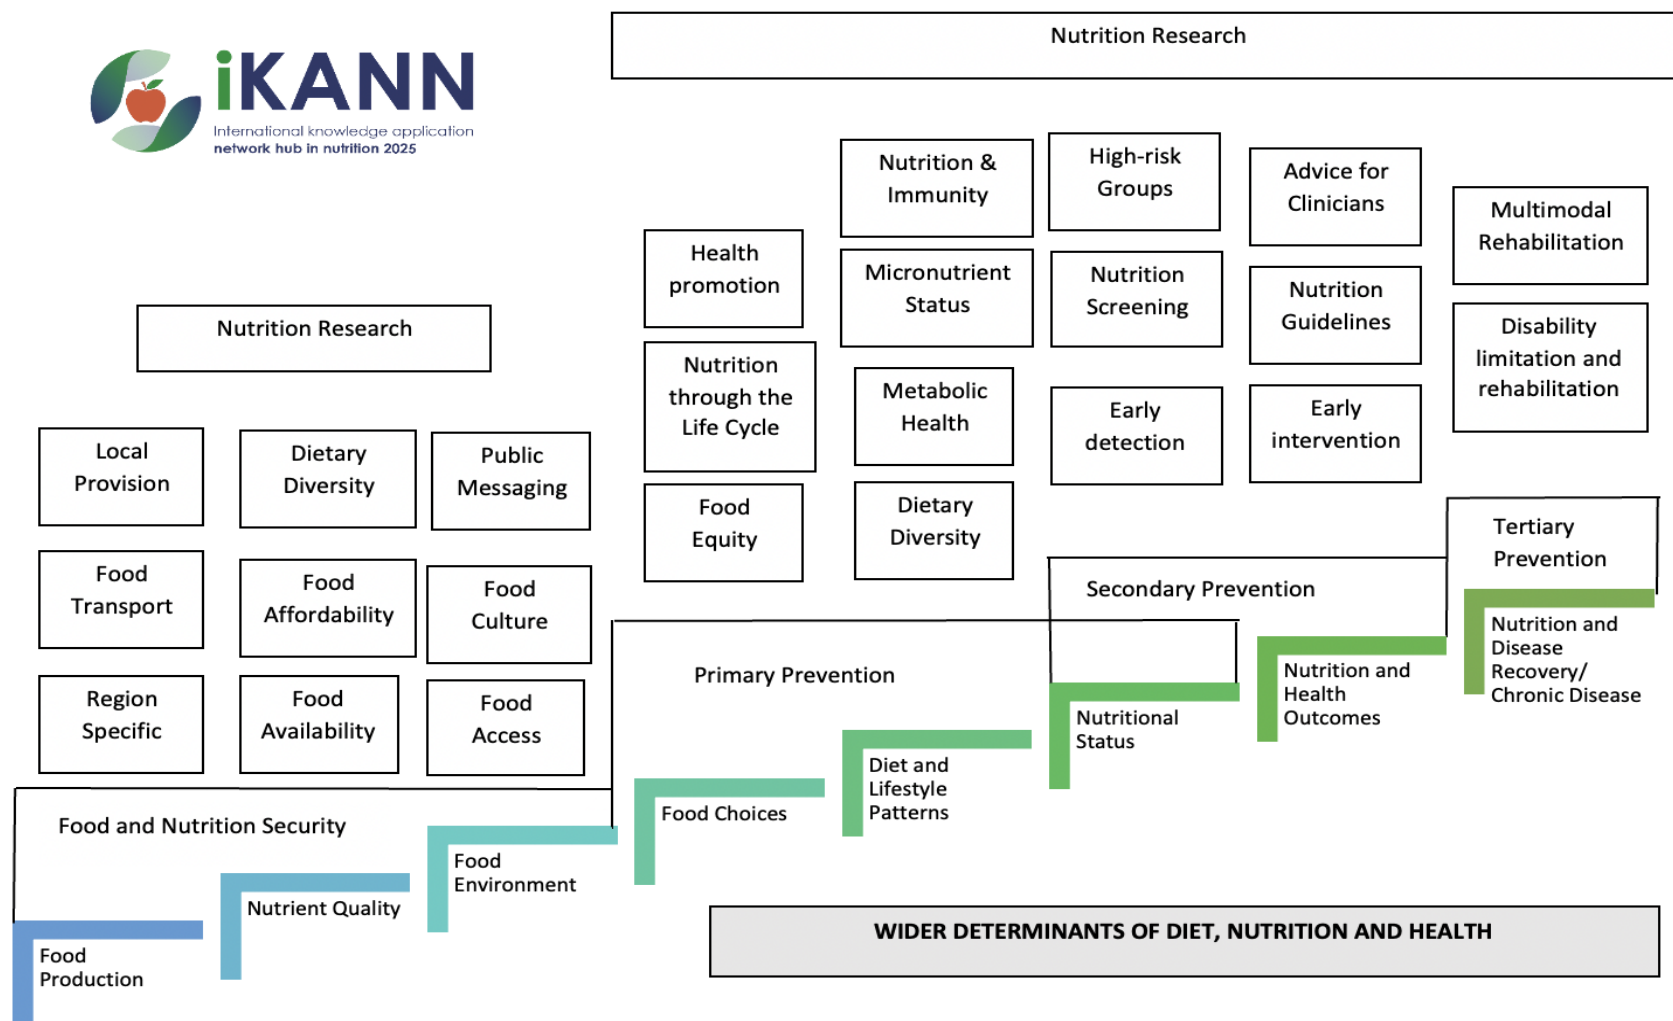 iKANN
International knowledge application
network hub in nutrition 2025
Nutrition Research
Nutrition Research
Local
Provision
Dietary
Diversity
Public
Messaging
Food
Transport
Food
Affordability
Food
Culture
Region
Specific
Food
Availability
Food
Access
Health
promotion
Nutrition
through the
Life Cycle
Food
Equity
Nutrition &
Immunity
Micronutrient
Status
Metabolic
Health
Dietary
Diversity
High-risk
Groups
Nutrition
Screening
Early
detection
Advice for
Clinicians
Nutrition
Guidelines
Early
intervention
Multimodal
Rehabilitation
Disability
limitation and
rehabilitation
Food and Nutrition Security
Primary Prevention
Secondary Prevention
Tertiary
Prevention
Food
Production
Nutrient Quality
Food
Environment
Food Choices
Diet and
Lifestyle
Patterns
Nutritional
Status
Nutrition and
Health
Outcomes
Nutrition and
Disease
Recovery/
Chronic Disease
WIDER DETERMINANTS OF DIET, NUTRITION AND HEALTH